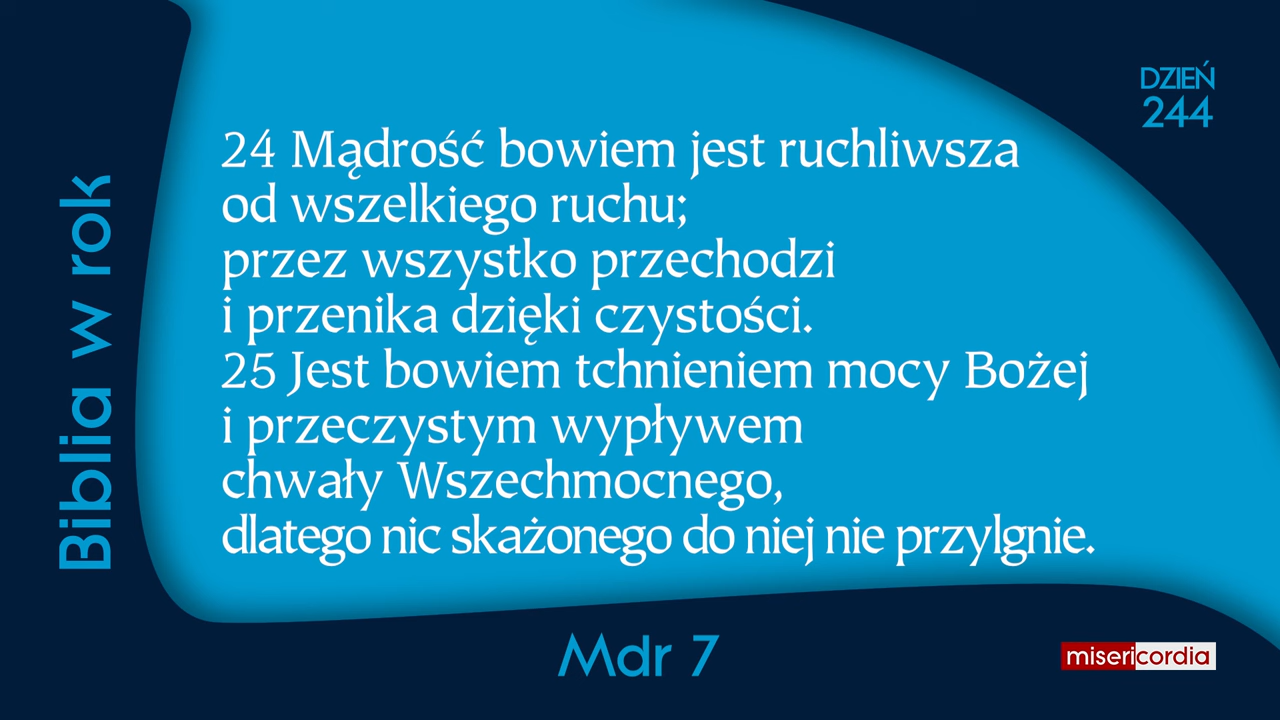 DZIEŃ
244
24 Mądrość bowiem jest ruchliwsza
od wszelkiego ruchu;
przez wszystko przechodzi
i przenika dzięki czystości.
25 Jest bowiem tchnieniem mocy Bożej
i przeczystym wypływem
chwały Wszechmocnego,
dlatego nic skażonego do niej nie przylgnie.
Biblia w rok
Mdr 7
misericordia